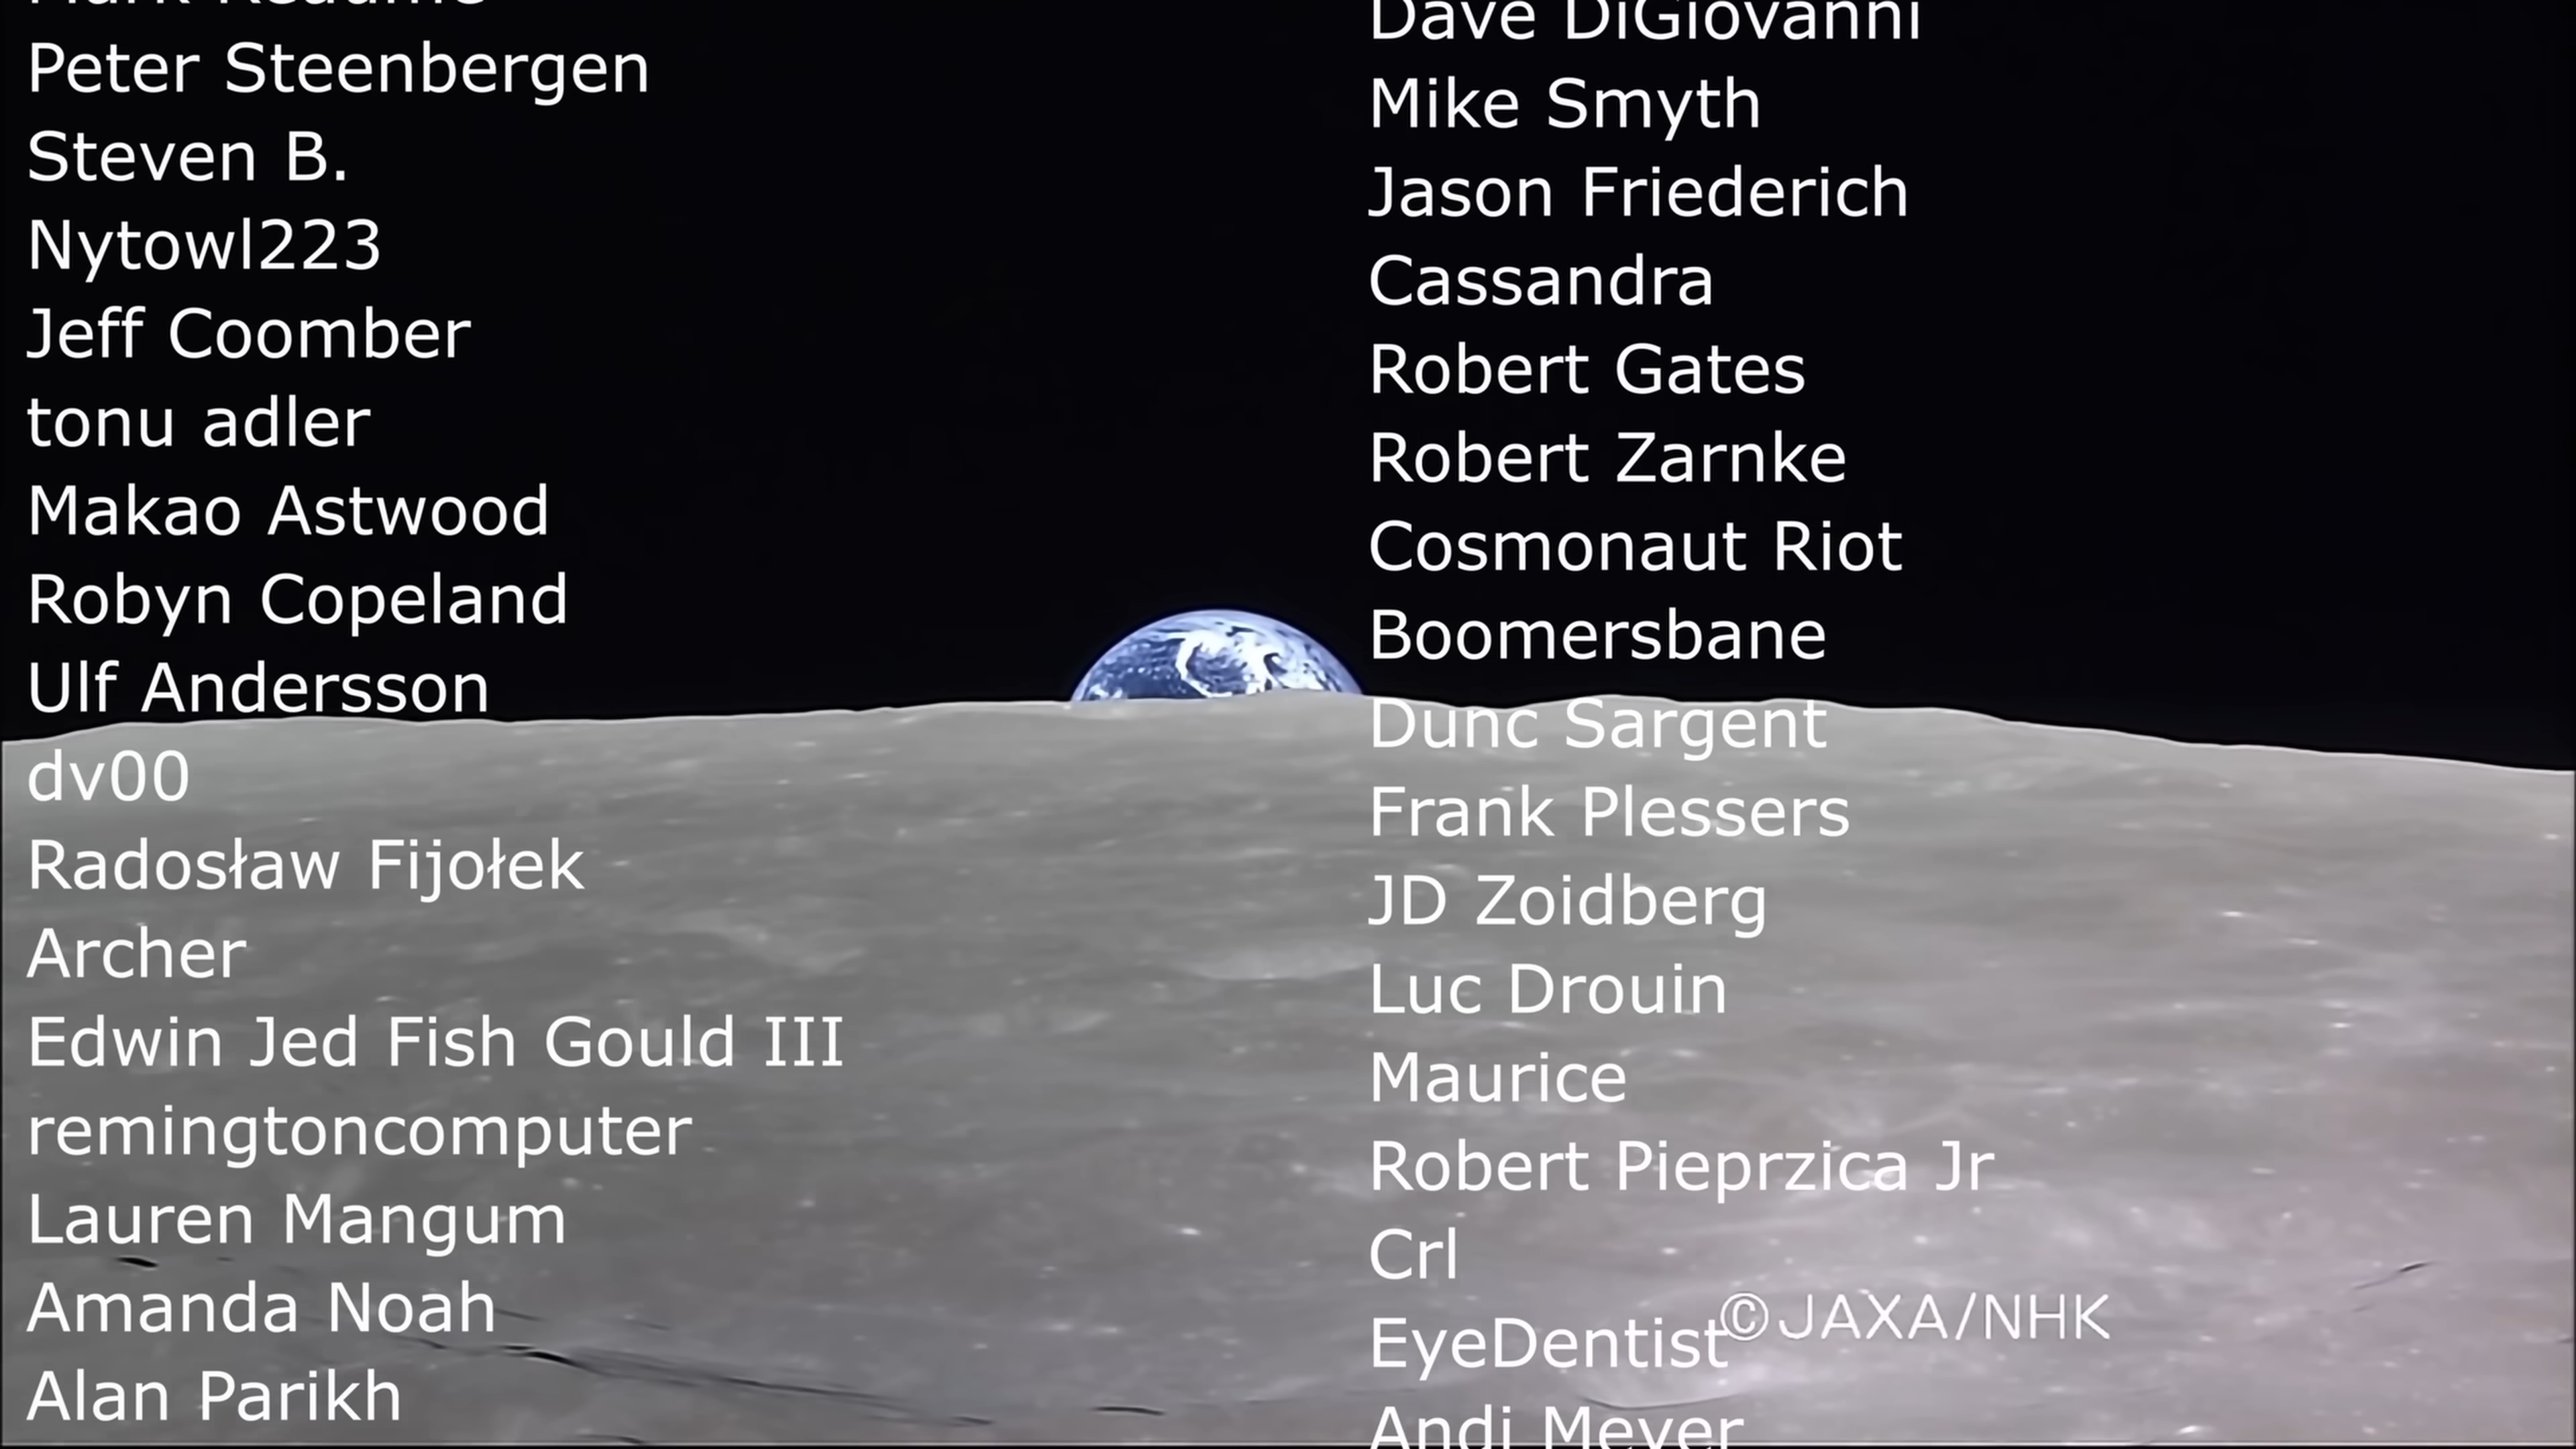 Peter Steenbergen
Steven B.
Nytowl223
Jeff Coomber
tonu adler
Makao Astwood
Robyn Copeland
Ulf Andersson
dv00
Radosław Fijołek
Archer
Edwin Jed Fish Gould III
remingtoncomputer
Lauren Mangum
Amanda Noah
Alan Parikh
Dave DiGiovanni
Mike Smyth
Jason Friederich
Cassandra
Robert Gates
Robert Zarnke
Cosmonaut Riot
Boomersbane
Dunc Sargent
Frank Plessers
JD Zoidberg
Luc Drouin
Maurice
Robert Pieprzica Jr
Crl
EyeDentist
Andi Meyer
©JAXA/NHK